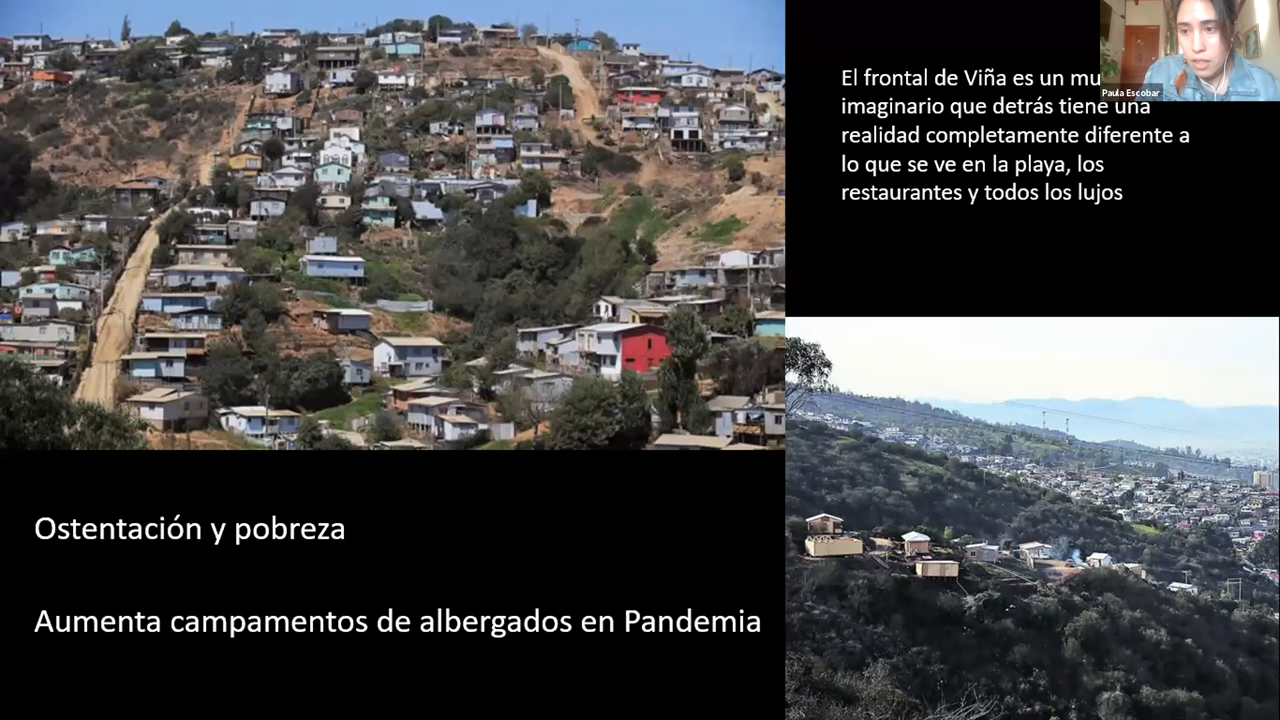 El frontal de Viña es un mu
imaginario que detrás tiene una
realidad completamente diferente a
lo que se ve en la playa, los
restaurantes y todos los lujos
Paula Escobar
Ostentación y pobreza
Aumenta campamentos de albergados en Pandemia